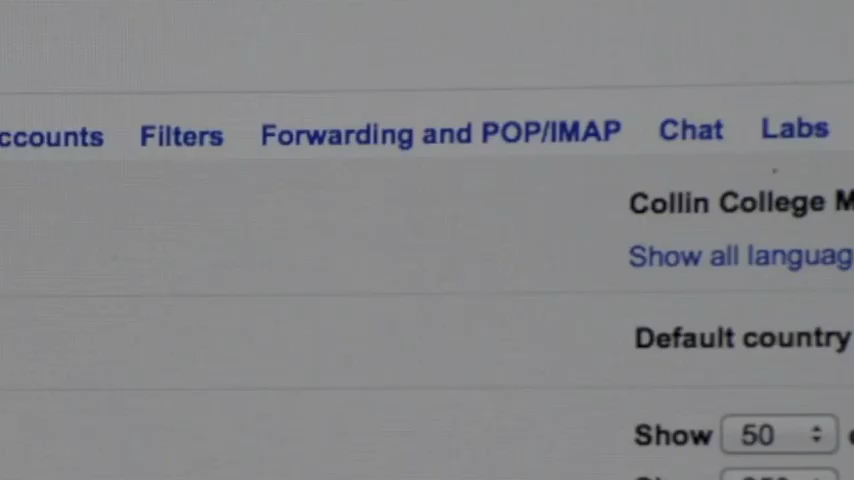 ccounts Filters Forwarding and POP/IMAP Chat Labs
Collin College M
Show all languag
Default country
Show 50